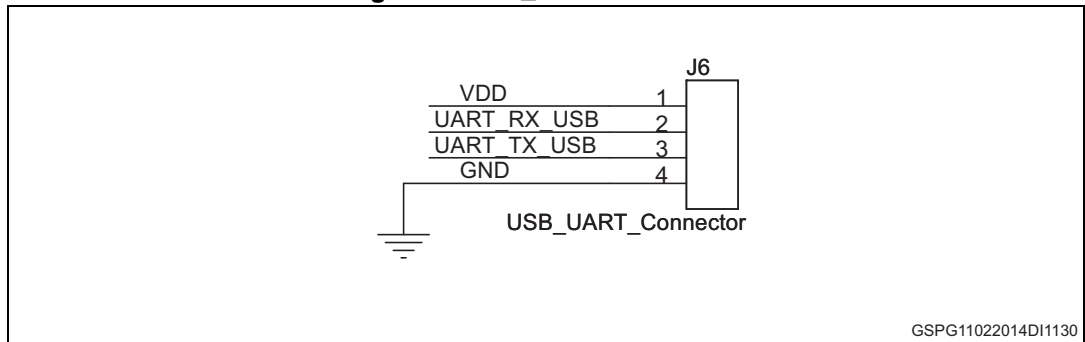 J6
VDD 1
UART_RX_USB 2
UART_TX_USB 3
GND 4
USB_UART_Connector
GSPG11022014DI1130